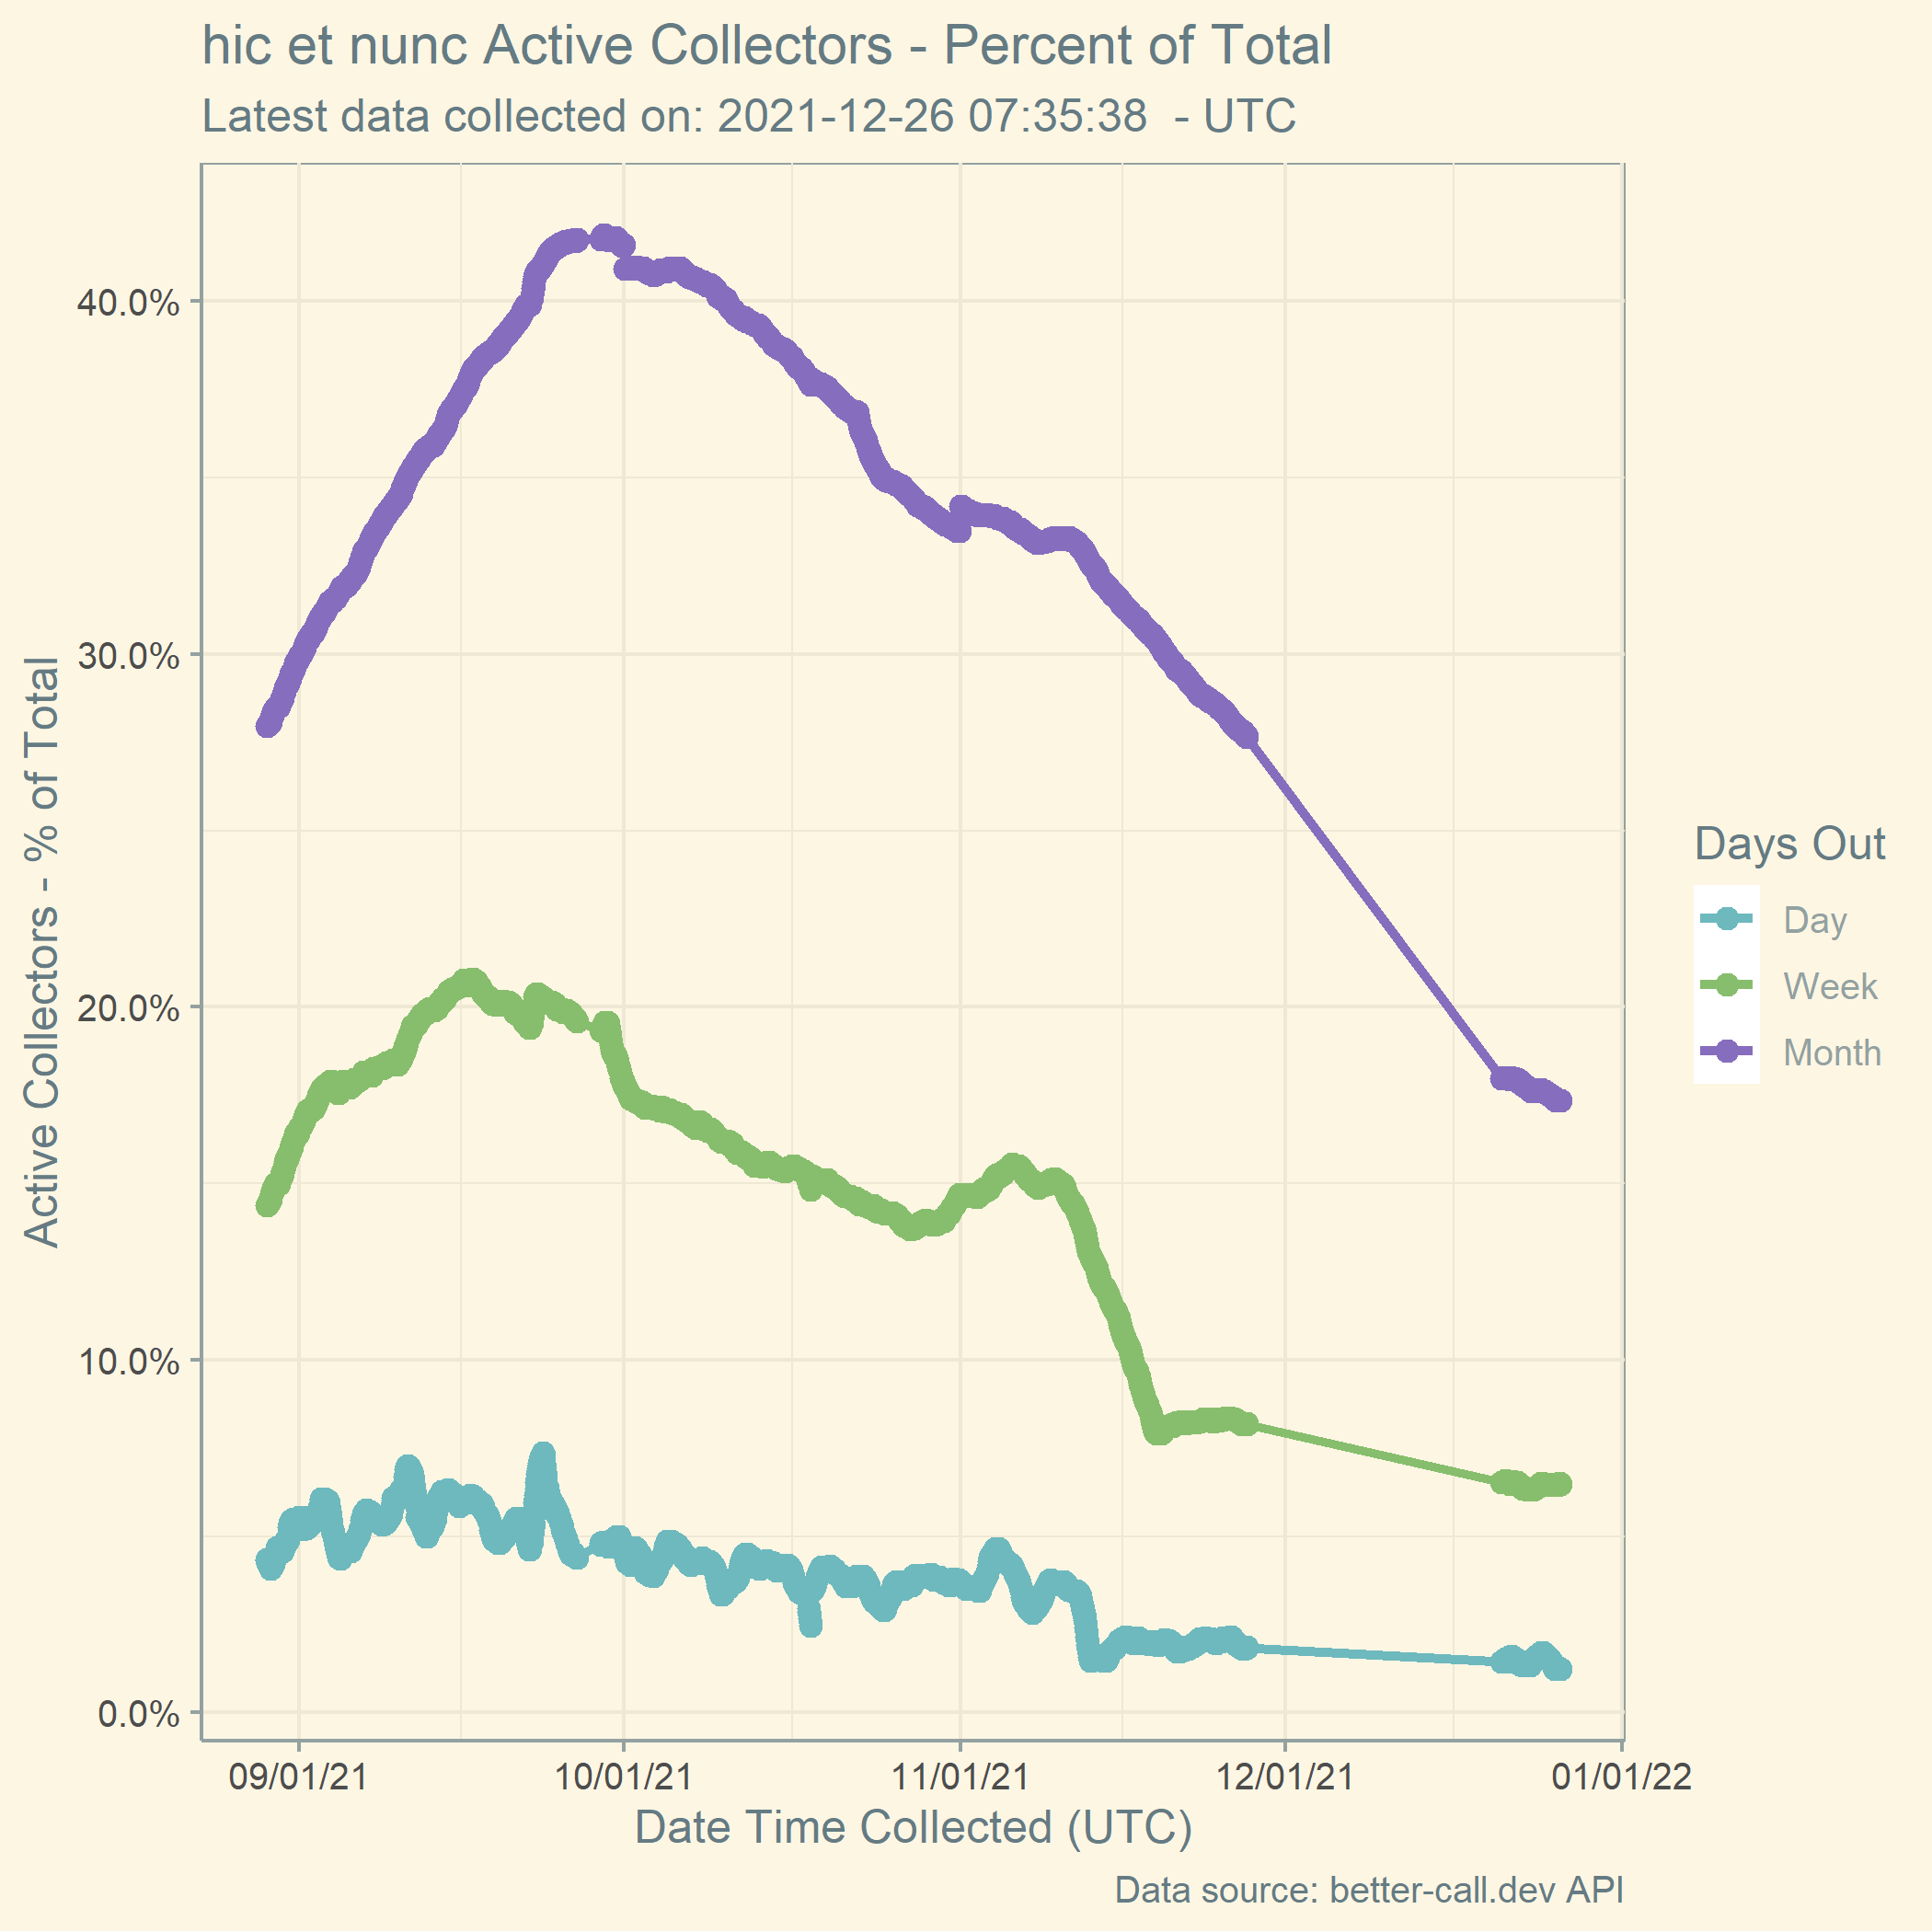 hic et nunc Active Collectors - Percent of Total
Latest data collected on: 2021-12-26 07:35:38  - UTC
Active Collectors - % of Total
40.0%
30.0%
20.0%
10.0%
0.0%
09/01/21
10/01/21
11/01/21
12/01/21
01/01/22
Date Time Collected (UTC)
Days Out
Day
Week
Month
Data source: better-call.dev API